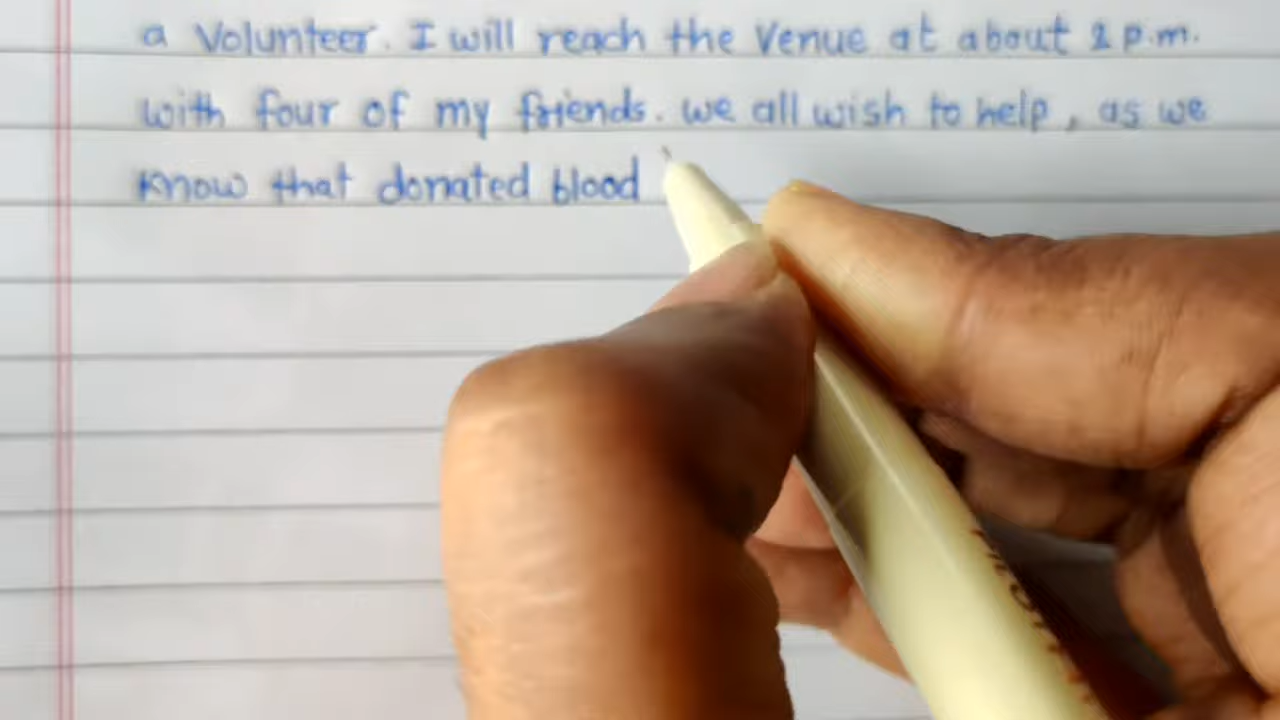 a Volunteer. I will reach the Venue at about 2 p.m.
with four of my friends. we all wish to help, as we
know that donated blood